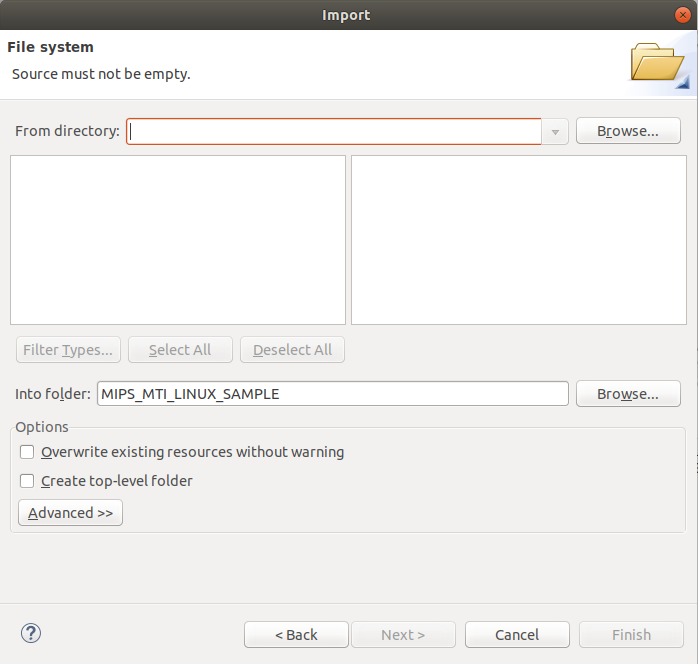 Import
File system
Source must not be empty.
From directory: Browse...
Filter Types... Select All Deselect All
Into folder: MIPS_MTI_LINUX_SAMPLE Browse...
Options
Overwrite existing resources without warning
Create top-level folder
Advanced >>
? < Back Next > Cancel Finish